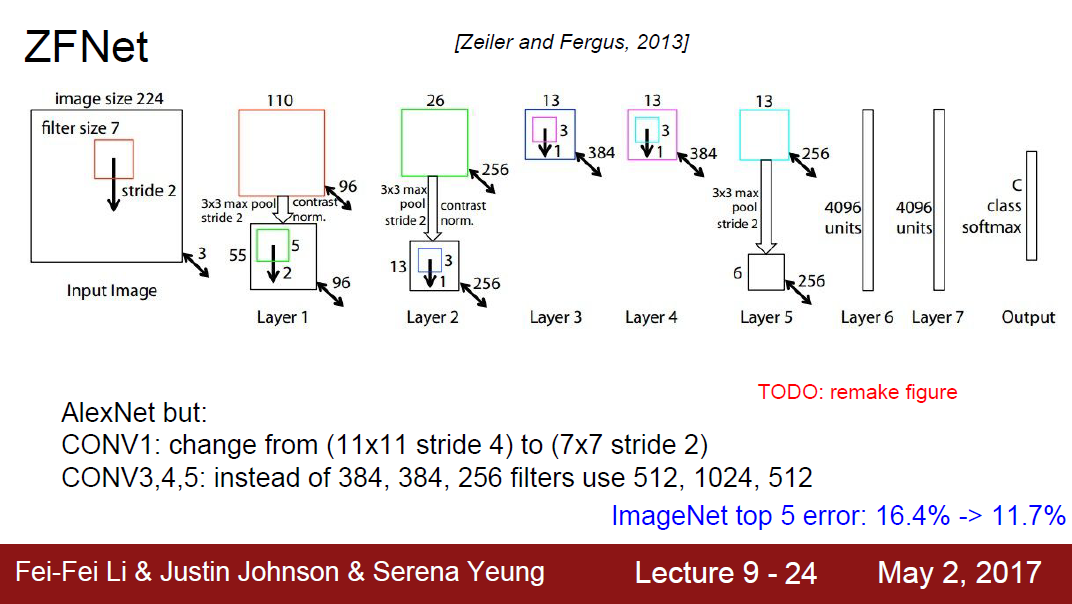 ZFNet
[Zeiler and Fergus, 2013]
image size 224
filter size 7
stride 2
3
Input Image
110
96
3x3 max pool
stride 2
contrast
norm.
55
5
2
96
Layer 1
26
256
3x3 max
pool
stride 2
contrast
norm.
13
3
1
256
Layer 2
13
3
1
384
Layer 3
13
3
1
384
Layer 4
13
256
3x3 max
pool
stride 2
6
256
Layer 5
4096
units
Layer 6
4096
units
Layer 7
C
class
softmax
Output
TODO: remake figure
AlexNet but:
CONV1: change from (11x11 stride 4) to (7x7 stride 2)
CONV3,4,5: instead of 384, 384, 256 filters use 512, 1024, 512
ImageNet top 5 error: 16.4% -> 11.7%
Fei-Fei Li & Justin Johnson & Serena Yeung
Lecture 9 - 24
May 2, 2017